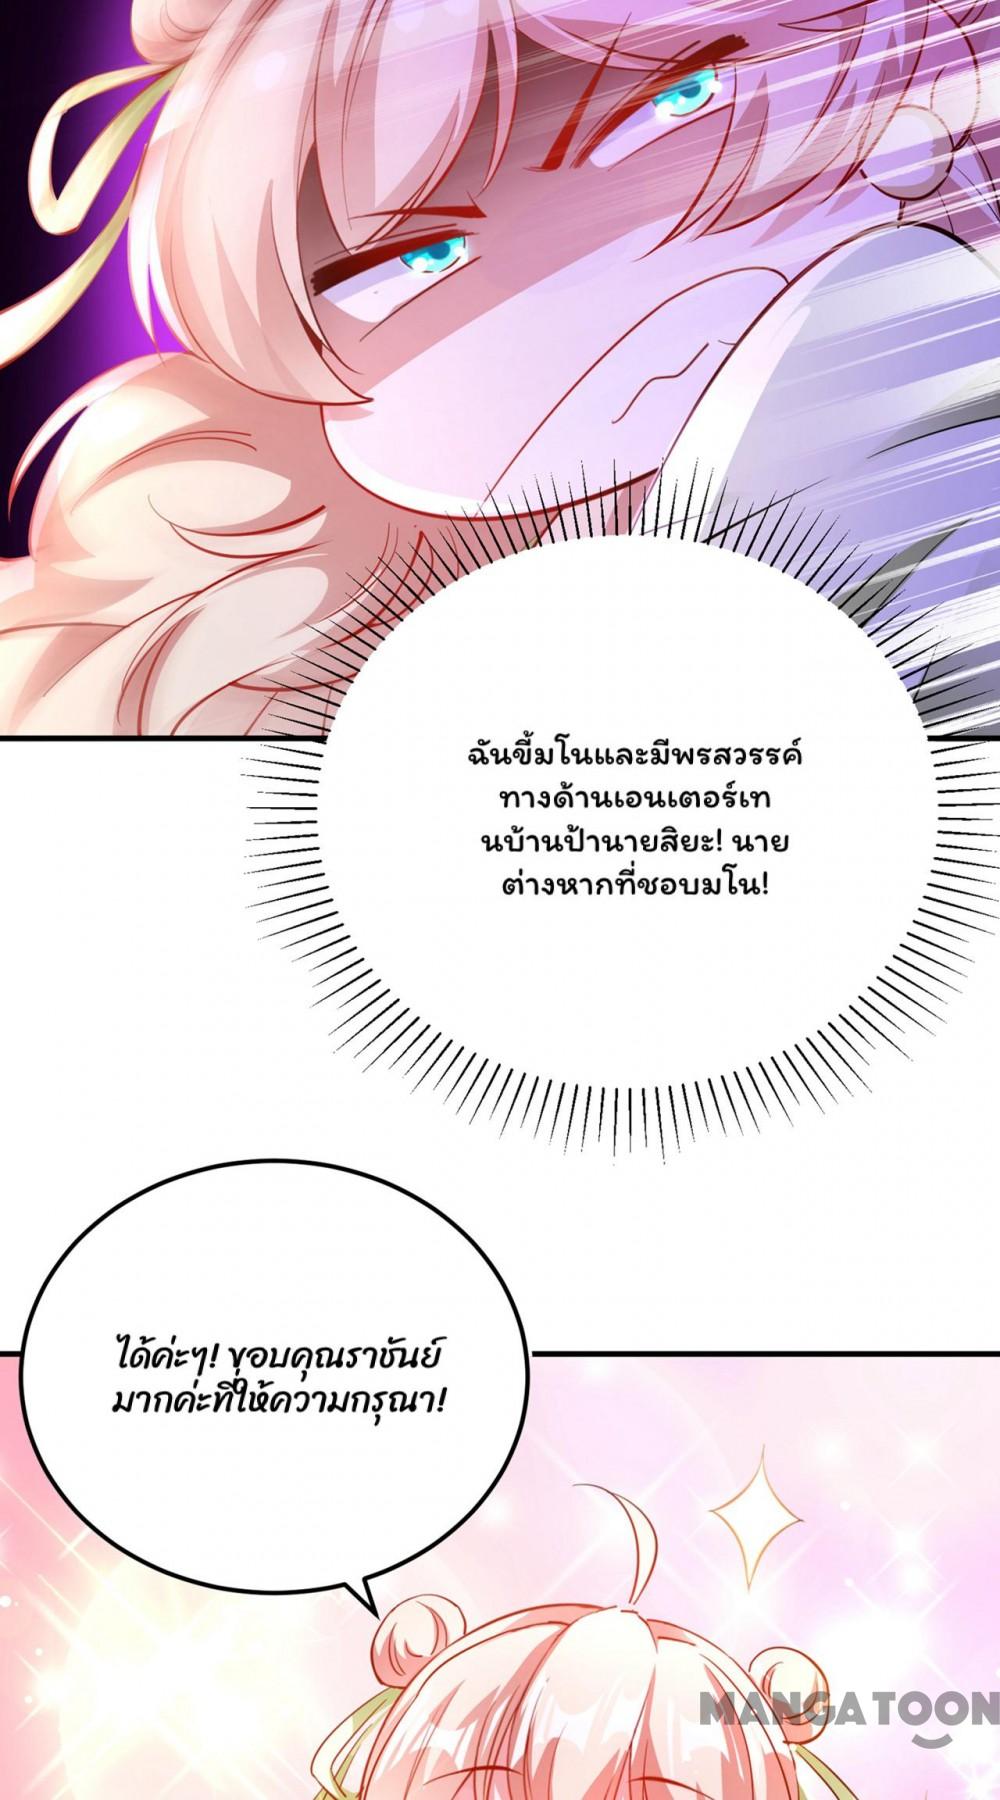 ฉันขี้มโนและมีพรสวรรค์
ทางด้านเอนเตอร์เท
นบ้านป้านายสิยะ! นาย
ต่างหากที่ชอบมโน!
ได้ค่ะๆ! ขอบคุณราชันย์
มากค่ะที่ให้ความกรุณา!
MANGATOON